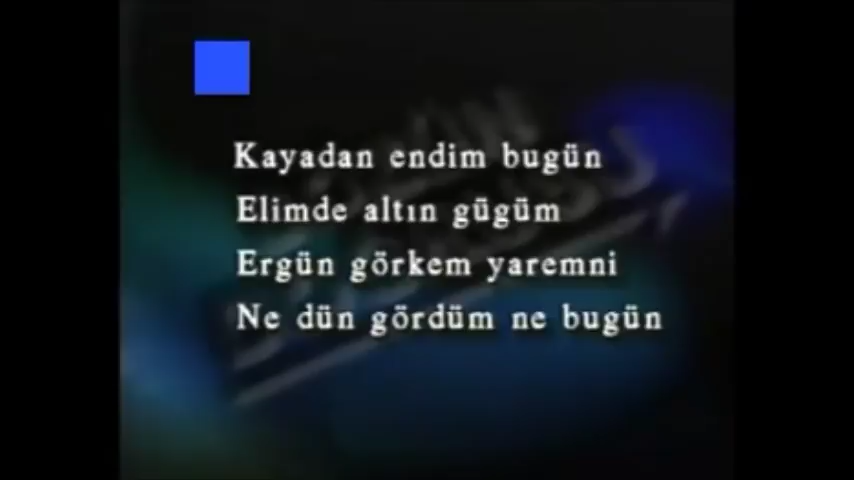 Kayadan endim bugün
Elimde altın gügüm
Ergün görkem yaremni
Ne dün gördüm ne bugün